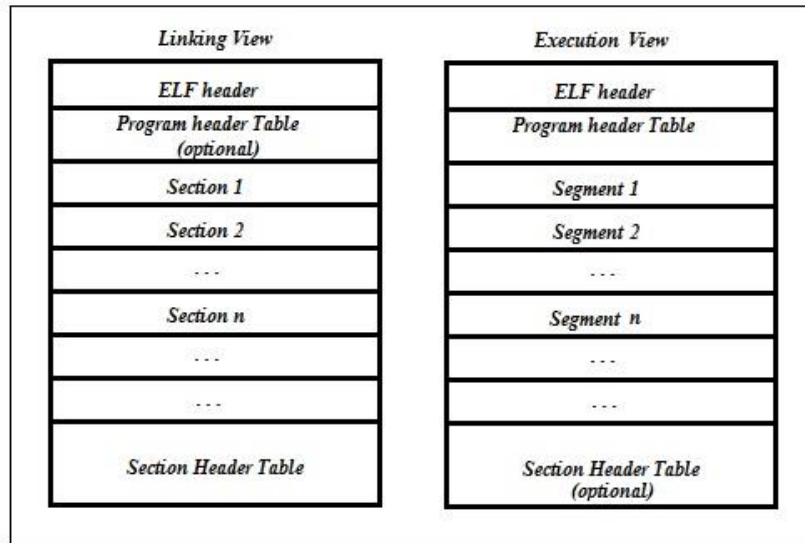 Linking View
ELF header
Program header Table
(optional)
Section 1
Section 2
- - -
Section n
- - -
- - -
Section Header Table
Execution View
ELF header
Program header Table
Segment 1
Segment 2
- - -
Segment n
- - -
- - -
Section Header Table
(optional)